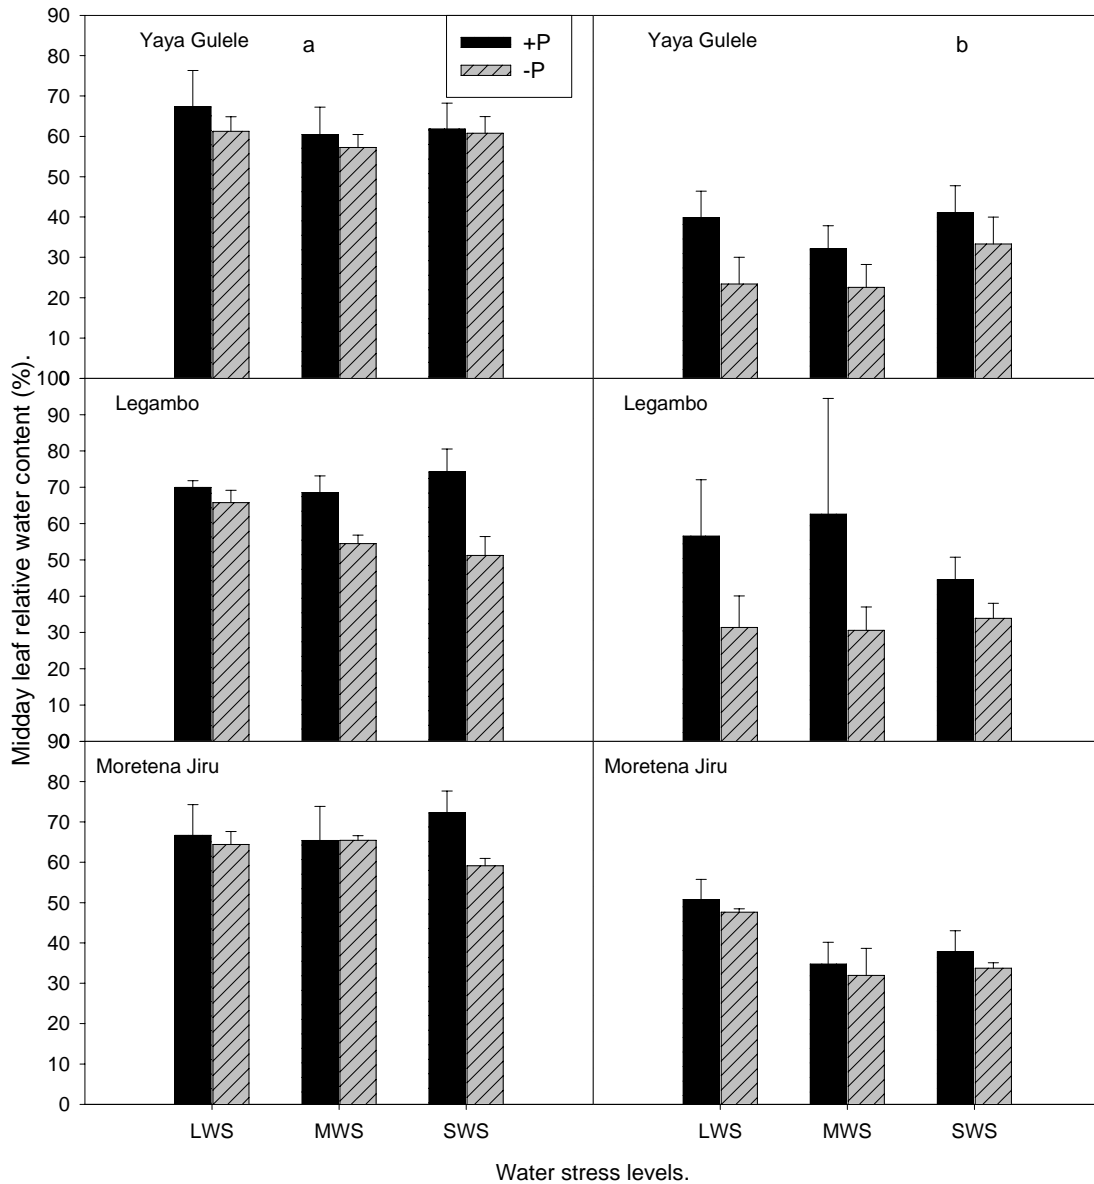 Yaya Gulele a
+P
-P
Yaya Gulele b
90
80
70
60
50
40
30
20
10
0
Legambo
Legambo
100
90
80
70
60
50
40
30
20
10
0
Moretena Jiru
Moretena Jiru
90
80
70
60
50
40
30
20
10
0
Midday leaf relative water content (%).
LWS MWS SWS
LWS MWS SWS
Water stress levels.